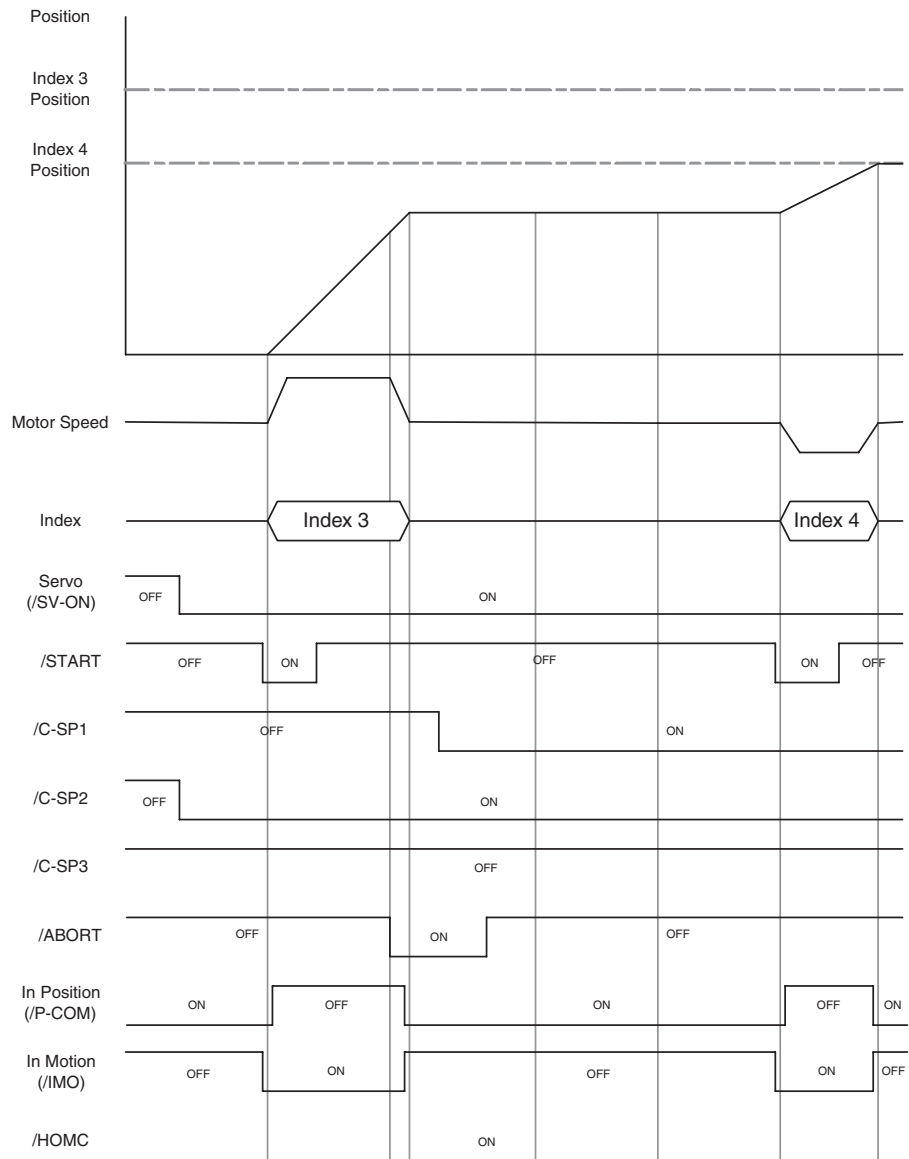 Position
Index 3
Position
Index 4
Position
Motor Speed
Index
Index 3
Index 4
Servo
(/SV-ON)
OFF
ON
/START
OFF
ON
OFF
ON
OFF
/C-SP1
OFF
ON
/C-SP2
OFF
ON
/C-SP3
OFF
/ABORT
OFF
ON
OFF
In Position
(/P-COM)
ON
OFF
ON
OFF
ON
In Motion
(/IMO)
OFF
ON
OFF
ON
OFF
/HOMC
ON